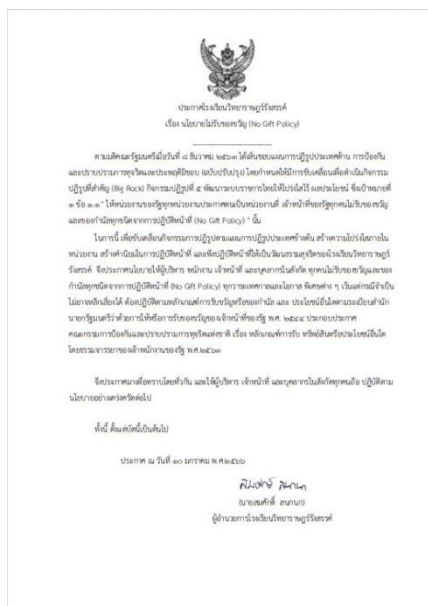 ประกาศโรงเรียนวิทยาราษฎร์รังสรรค์
เรื่อง นโยบายไม่รับของขวัญ (No Gift Policy)
ตามมติคณะรัฐมนตรีเมื่อวันที่ ๘ ธันวาคม ๒๕๖๓ ได้เห็นชอบแผนการปฏิรูปประเทศด้าน การป้องกัน
และปราบปรามการทุจริตและประพฤติมิชอบ (ฉบับปรับปรุง) โดยกำหนดให้มีการขับเคลื่อนเพื่อดำเนินกิจกรรม
ปฏิรูปที่สำคัญ (Big Rock) กิจกรรมปฏิรูปที่ ๔ พัฒนาระบบราชการไทยให้โปร่งใสไร้ ผลประโยชน์ ซึ่งเป้าหมายที่
๑ ข้อ ๑.๑ " ให้หน่วยงานของรัฐทุกหน่วยงานประกาศตนเป็นหน่วยงานที่ เจ้าหน้าที่ของรัฐทุกคนไม่รับของขวัญ
และของกำนัลทุกชนิดจากการปฏิบัติหน้าที่ (No Gift Policy) " นั้น
ในการนี้ เพื่อขับเคลื่อนกิจกรรมการปฏิรูปตามแผนการปฏิรูปประเทศข้างต้น สร้างความโปร่งใสภายใน
หน่วยงาน สร้างค่านิยมในการปฏิบัติหน้าที่ และพึงปฏิบัติหน้าที่ให้เป็นวัฒนธรรมสุจริตของโรงเรียนวิทยาราษฎร์
รังสรรค์ จึงประกาศนโยบายให้ผู้บริหาร พนักงาน เจ้าหน้าที่ และบุคลากรในสังกัด ทุกคนไม่รับของขวัญและของ
กำนัลทุกชนิดจากการปฏิบัติหน้าที่ (No Gift Policy) ทุกวาระเทศกาลและโอกาส พิเศษต่าง ๆ เว้นแต่กรณีจำเป็น
ไม่อาจหลีกเลี่ยงได้ ต้องปฏิบัติตามหลักเกณฑ์การรับขวัญหรือของกำนัล และ ประโยชน์อื่นใดตามระเบียบสำนัก
นายกรัฐมนตรีว่าด้วยการให้หรือการรับของขวัญของเจ้าหน้าที่ของรัฐ พ.ศ. ๒๕๔๔ ประกอบประกาศ
คณะกรรมการป้องกันและปราบปรามการทุจริตแห่งชาติ เรื่อง หลักเกณฑ์การรับ ทรัพย์สินหรือประโยชน์อื่นใด
โดยธรรมจรรยาของเจ้าพนักงานของรัฐ พ.ศ.๒๕๖๓
จึงประกาศมาเพื่อทราบโดยทั่วกัน และให้ผู้บริหาร เจ้าหน้าที่ และบุคลากรในสังกัดทุกคนถือ ปฏิบัติตาม
นโยบายอย่างเคร่งครัดต่อไป
ทั้งนี้ ตั้งแต่บัดนี้เป็นต้นไป
ประกาศ ณ วันที่ ๑๐ มกราคม พ.ศ.๒๕๖๖
สมศักดิ์ สนกนก
(นายสมศักดิ์ สนกนก)
ผู้อำนวยการโรงเรียนวิทยาราษฎร์รังสรรค์